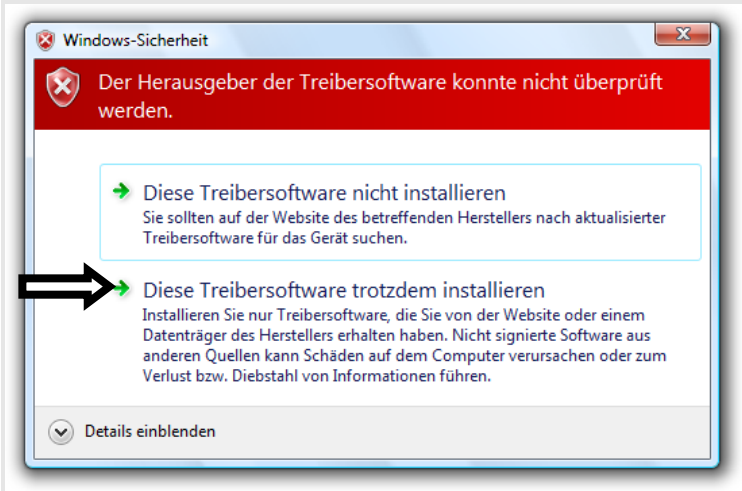 Windows-Sicherheit
Der Herausgeber der Treibersoftware konnte nicht überprüft
werden.
Diese Treibersoftware nicht installieren
Sie sollten auf der Website des betreffenden Herstellers nach aktualisierter
Treibersoftware für das Gerät suchen.
Diese Treibersoftware trotzdem installieren
Installieren Sie nur Treibersoftware, die Sie von der Website oder einem
Datenträger des Herstellers erhalten haben. Nicht signierte Software aus
anderen Quellen kann Schäden auf dem Computer verursachen oder zum
Verlust bzw. Diebstahl von Informationen führen.
Details einblenden